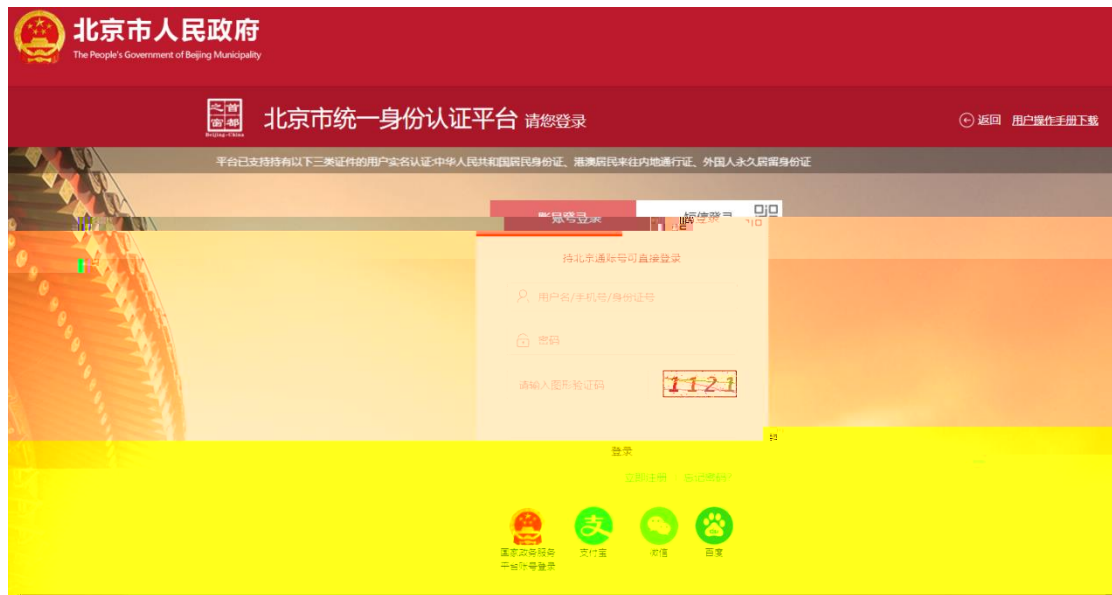 北京市人民政府
The People's Government of Beijing Municipality
之首
窗都
Beijing-China
北京市统一身份认证平台 请您登录
返回 用户操作手册下载
平台已支持持有以下三类证件的用户实名认证:中华人民共和国居民身份证、港澳居民来往内地通行证、外国人永久居留身份证
账号登录 短信登录
持北京通账号可直接登录
用户名/手机号/身份证号
密码
请输入图形验证码 1121
登录
立即注册 忘记密码?
国家政务服务 支付宝 微信 百度
平台账号登录